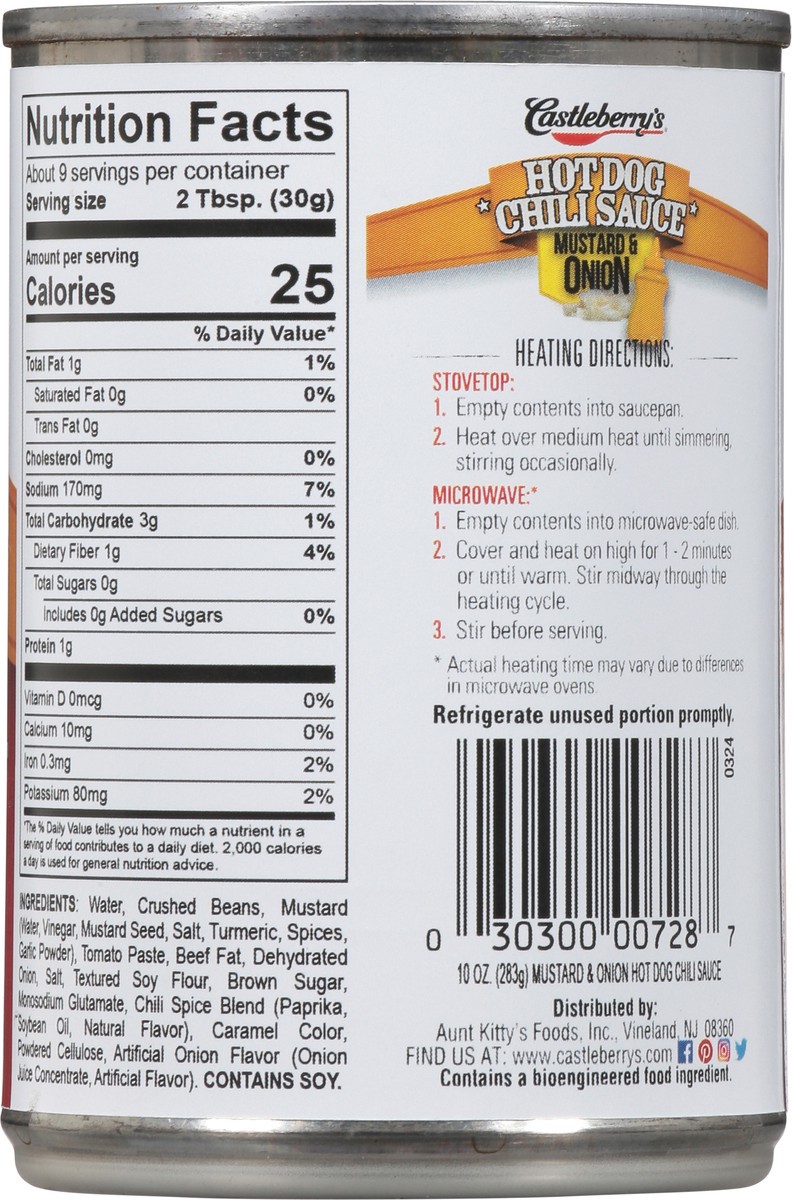 Nutrition Facts
About 9 servings per container
Serving size 2 Tbsp. (30g)
Amount per serving
Calories 25
% Daily Value*
Total Fat 1g 1%
Saturated Fat 0g 0%
Trans Fat 0g
Cholesterol 0mg 0%
Sodium 170mg 7%
Total Carbohydrate 3g 1%
Dietary Fiber 1g 4%
Total Sugars 0g
Includes 0g Added Sugars 0%
Protein 1g
Vitamin D 0mcg 0%
Calcium 10mg 0%
Iron 0.3mg 2%
Potassium 80mg 2%
*The % Daily Value tells you how much a nutrient in a
serving of food contributes to a daily diet. 2,000 calories
a day is used for general nutrition advice.
INGREDIENTS: Water, Crushed Beans, Mustard
(Water, Vinegar, Mustard Seed, Salt, Turmeric, Spices,
Garlic Powder), Tomato Paste, Beef Fat, Dehydrated
Onion, Salt, Textured Soy Flour, Brown Sugar,
Monosodium Glutamate, Chili Spice Blend (Paprika,
Soybean Oil, Natural Flavor), Caramel Color,
Powdered Cellulose, Artificial Onion Flavor (Onion
Juice Concentrate, Artificial Flavor). CONTAINS SOY.
Castleberry's
HOT DOG
CHILI SAUCE
MUSTARD &
ONION
HEATING DIRECTIONS:
STOVETOP:
1. Empty contents into saucepan.
2. Heat over medium heat until simmering,
stirring occasionally.
MICROWAVE:*
1. Empty contents into microwave-safe dish.
2. Cover and heat on high for 1 - 2 minutes
or until warm. Stir midway through the
heating cycle.
3. Stir before serving.
* Actual heating time may vary due to differences
in microwave ovens.
Refrigerate unused portion promptly.
0324
0 30300 00728 7
10 OZ. (283g) MUSTARD & ONION HOT DOG CHILI SAUCE
Distributed by:
Aunt Kitty's Foods, Inc., Vineland, NJ 08360
FIND US AT: www.castleberrys.com
Contains a bioengineered food ingredient.